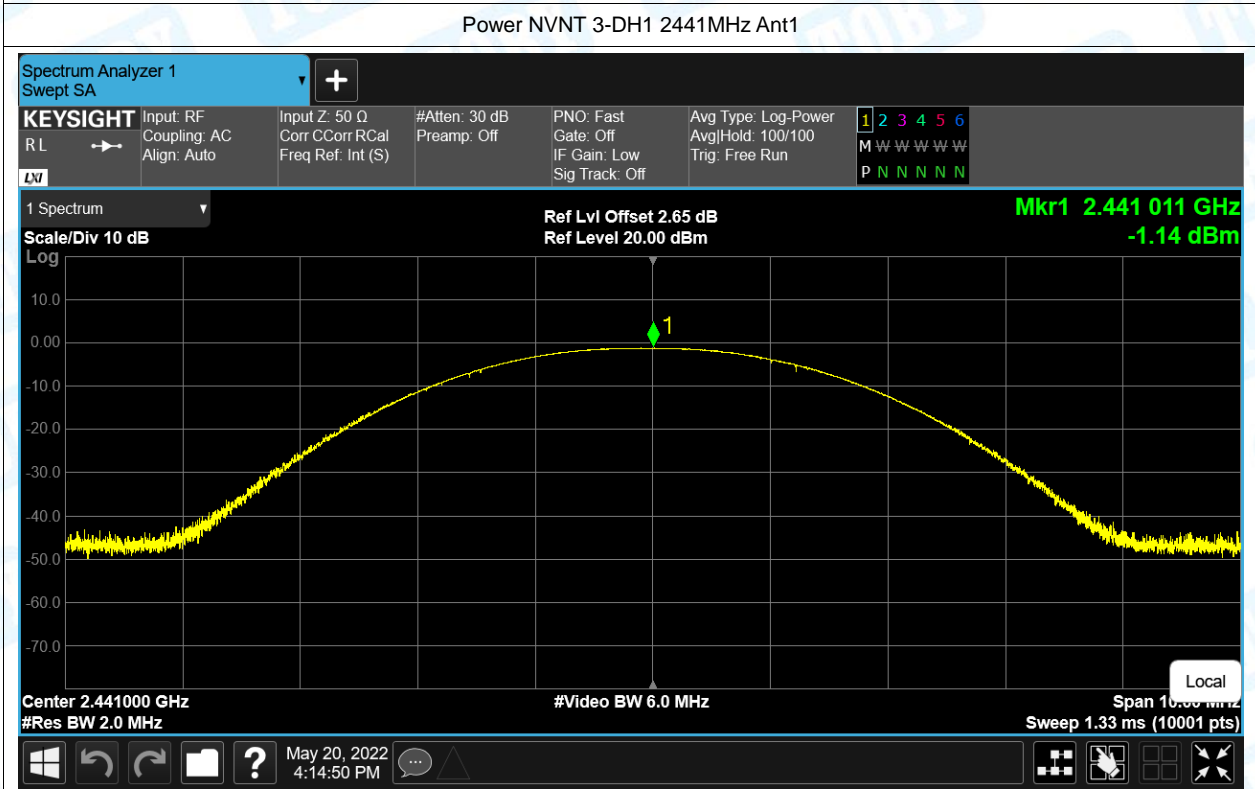 Power NVNT 3-DH1 2441MHz Ant1
Spectrum Analyzer 1
Swept SA
KEYSIGHT
R L
LXI
Input: RF
Coupling: AC
Align: Auto
Input Z: 50 Ω
Corr CCorr RCal
Freq Ref: Int (S)
#Atten: 30 dB
Preamp: Off
PNO: Fast
Gate: Off
IF Gain: Low
Sig Track: Off
Avg Type: Log-Power
Avg|Hold: 100/100
Trig: Free Run
1 2 3 4 5 6
M W W W W W
P N N N N N
1 Spectrum
Scale/Div 10 dB
Ref Lvl Offset 2.65 dB
Ref Level 20.00 dBm
Mkr1 2.441 011 GHz
-1.14 dBm
Log
10.0
0.00
-10.0
-20.0
-30.0
-40.0
-50.0
-60.0
-70.0
1
Center 2.441000 GHz
#Res BW 2.0 MHz
#Video BW 6.0 MHz
Local
Span 10.00 MHz
Sweep 1.33 ms (10001 pts)
May 20, 2022
4:14:50 PM